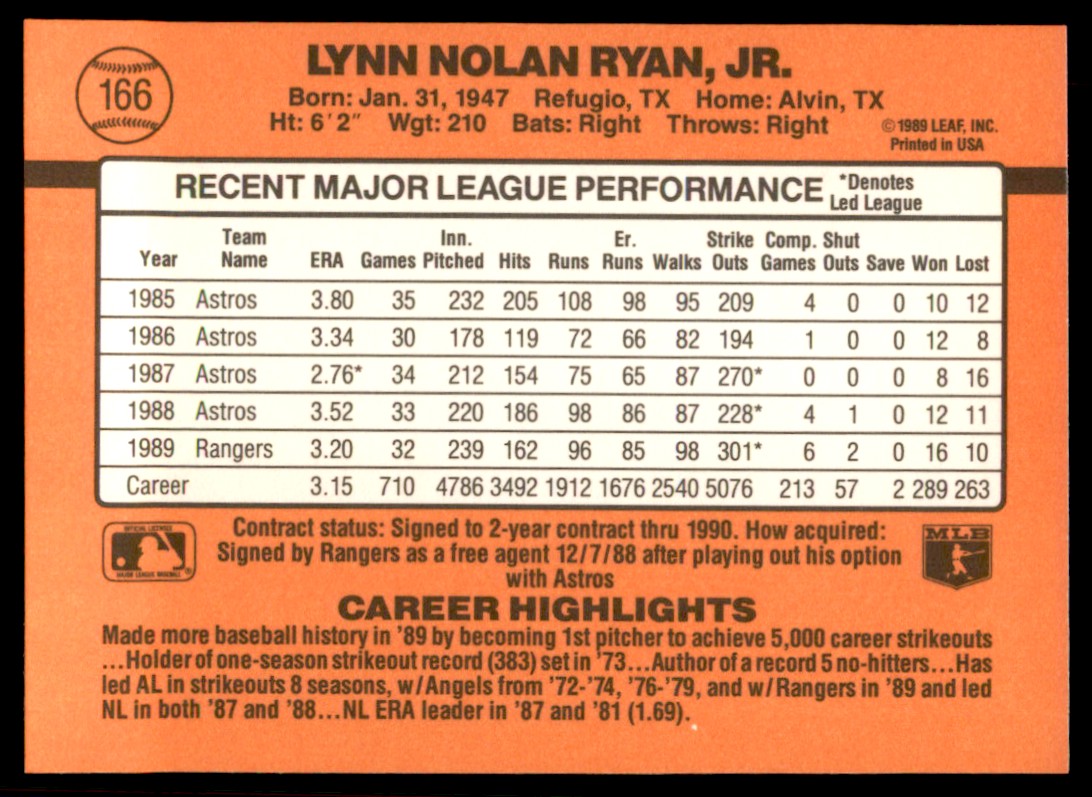 166
LYNN NOLAN RYAN, JR.
Born: Jan. 31, 1947 Refugio, TX Home: Alvin, TX
Ht: 6'2" Wgt: 210 Bats: Right Throws: Right
©1989 LEAF, INC.
Printed in USA
RECENT MAJOR LEAGUE PERFORMANCE *Denotes Led League
Year Team Name ERA Games Inn. Pitched Hits Runs Er. Runs Walks Strike Outs Comp. Games Shut Outs Save Won Lost
1985 Astros 3.80 35 232 205 108 98 95 209 4 0 0 10 12
1986 Astros 3.34 30 178 119 72 66 82 194 1 0 0 12 8
1987 Astros 2.76* 34 212 154 75 65 87 270* 0 0 0 8 16
1988 Astros 3.52 33 220 186 98 86 87 228* 4 1 0 12 11
1989 Rangers 3.20 32 239 162 96 85 98 301* 6 2 0 16 10
Career 3.15 710 4786 3492 1912 1676 2540 5076 213 57 2 289 263
Contract status: Signed to 2-year contract thru 1990. How acquired:
Signed by Rangers as a free agent 12/7/88 after playing out his option
with Astros
OFFICIAL LICENSEE
MAJOR LEAGUE BASEBALL
®
MLB
CAREER HIGHLIGHTS
Made more baseball history in '89 by becoming 1st pitcher to achieve 5,000 career strikeouts
...Holder of one-season strikeout record (383) set in '73...Author of a record 5 no-hitters...Has
led AL in strikeouts 8 seasons, w/Angels from '72-'74, '76-'79, and w/Rangers in '89 and led
NL in both '87 and '88...NL ERA leader in '87 and '81 (1.69).